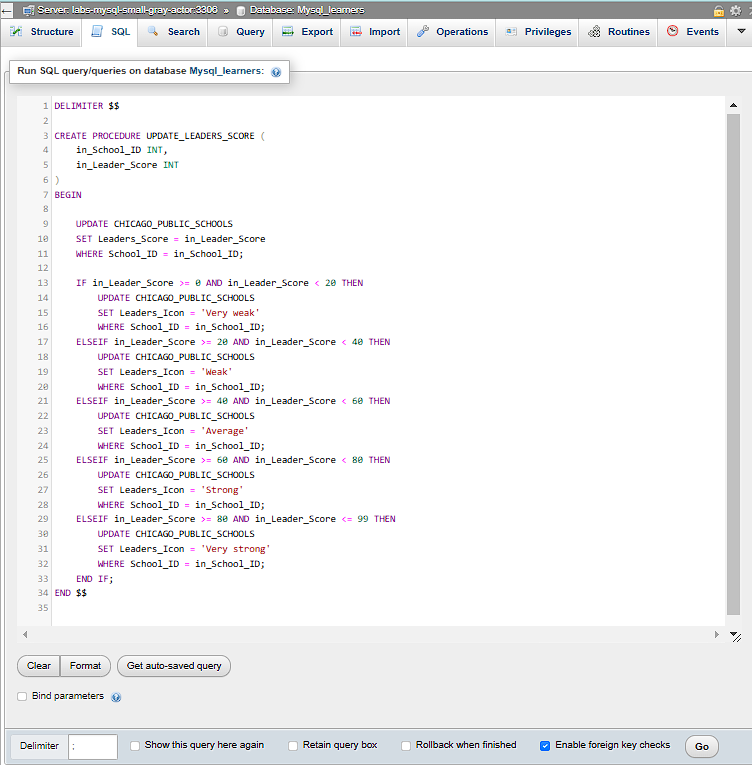 Server: labs-mysql-small-gray-actor:3306 » Database: Mysql_learners
Structure SQL Search Query Export Import Operations Privileges Routines Events
Run SQL query/queries on database Mysql_learners:
1 DELIMITER $$
2
3 CREATE PROCEDURE UPDATE_LEADERS_SCORE (
4 in_School_ID INT,
5 in_Leader_Score INT
6 )
7 BEGIN
8
9 UPDATE CHICAGO_PUBLIC_SCHOOLS
10 SET Leaders_Score = in_Leader_Score
11 WHERE School_ID = in_School_ID;
12
13 IF in_Leader_Score >= 0 AND in_Leader_Score < 20 THEN
14 UPDATE CHICAGO_PUBLIC_SCHOOLS
15 SET Leaders_Icon = 'Very weak'
16 WHERE School_ID = in_School_ID;
17 ELSEIF in_Leader_Score >= 20 AND in_Leader_Score < 40 THEN
18 UPDATE CHICAGO_PUBLIC_SCHOOLS
19 SET Leaders_Icon = 'Weak'
20 WHERE School_ID = in_School_ID;
21 ELSEIF in_Leader_Score >= 40 AND in_Leader_Score < 60 THEN
22 UPDATE CHICAGO_PUBLIC_SCHOOLS
23 SET Leaders_Icon = 'Average'
24 WHERE School_ID = in_School_ID;
25 ELSEIF in_Leader_Score >= 60 AND in_Leader_Score < 80 THEN
26 UPDATE CHICAGO_PUBLIC_SCHOOLS
27 SET Leaders_Icon = 'Strong'
28 WHERE School_ID = in_School_ID;
29 ELSEIF in_Leader_Score >= 80 AND in_Leader_Score <= 99 THEN
30 UPDATE CHICAGO_PUBLIC_SCHOOLS
31 SET Leaders_Icon = 'Very strong'
32 WHERE School_ID = in_School_ID;
33 END IF;
34 END $$
35
Clear Format Get auto-saved query
Bind parameters
Delimiter ; Show this query here again Retain query box Rollback when finished Enable foreign key checks Go